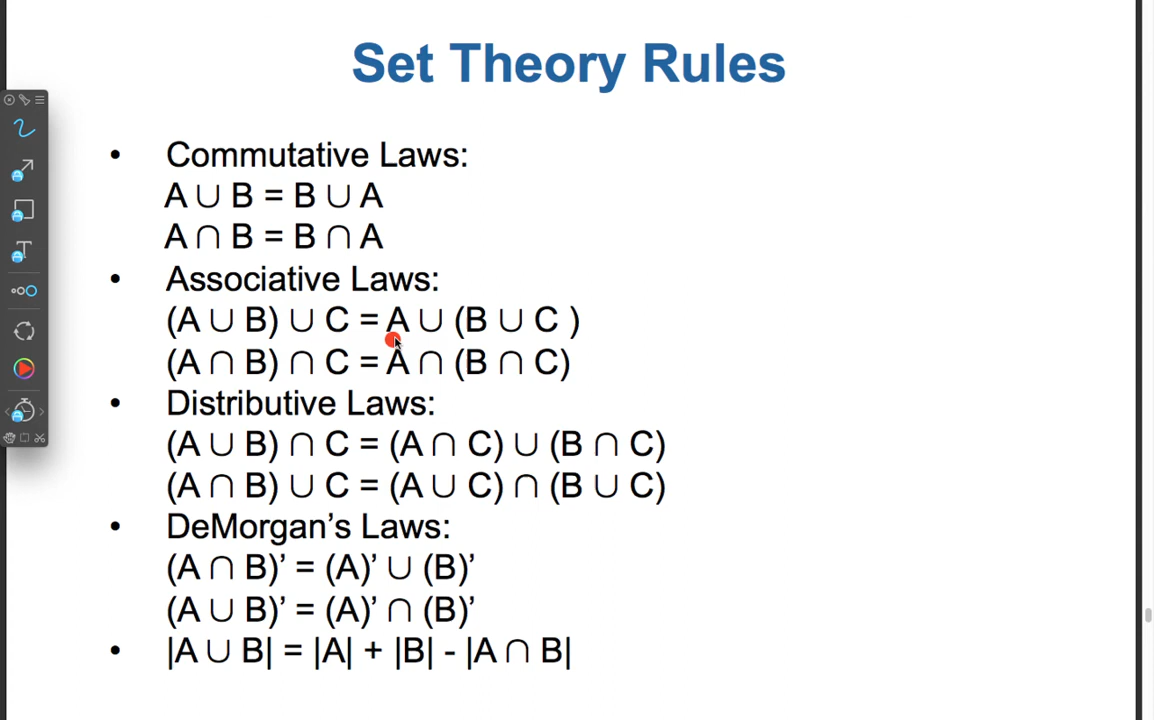 Set Theory Rules
• Commutative Laws:
A ∪ B = B ∪ A
A ∩ B = B ∩ A
• Associative Laws:
(A ∪ B) ∪ C = A ∪ (B ∪ C )
(A ∩ B) ∩ C = A ∩ (B ∩ C)
• Distributive Laws:
(A ∪ B) ∩ C = (A ∩ C) ∪ (B ∩ C)
(A ∩ B) ∪ C = (A ∪ C) ∩ (B ∪ C)
• DeMorgan’s Laws:
(A ∩ B)’ = (A)’ ∪ (B)’
(A ∪ B)’ = (A)’ ∩ (B)’
• |A ∪ B| = |A| + |B| - |A ∩ B|